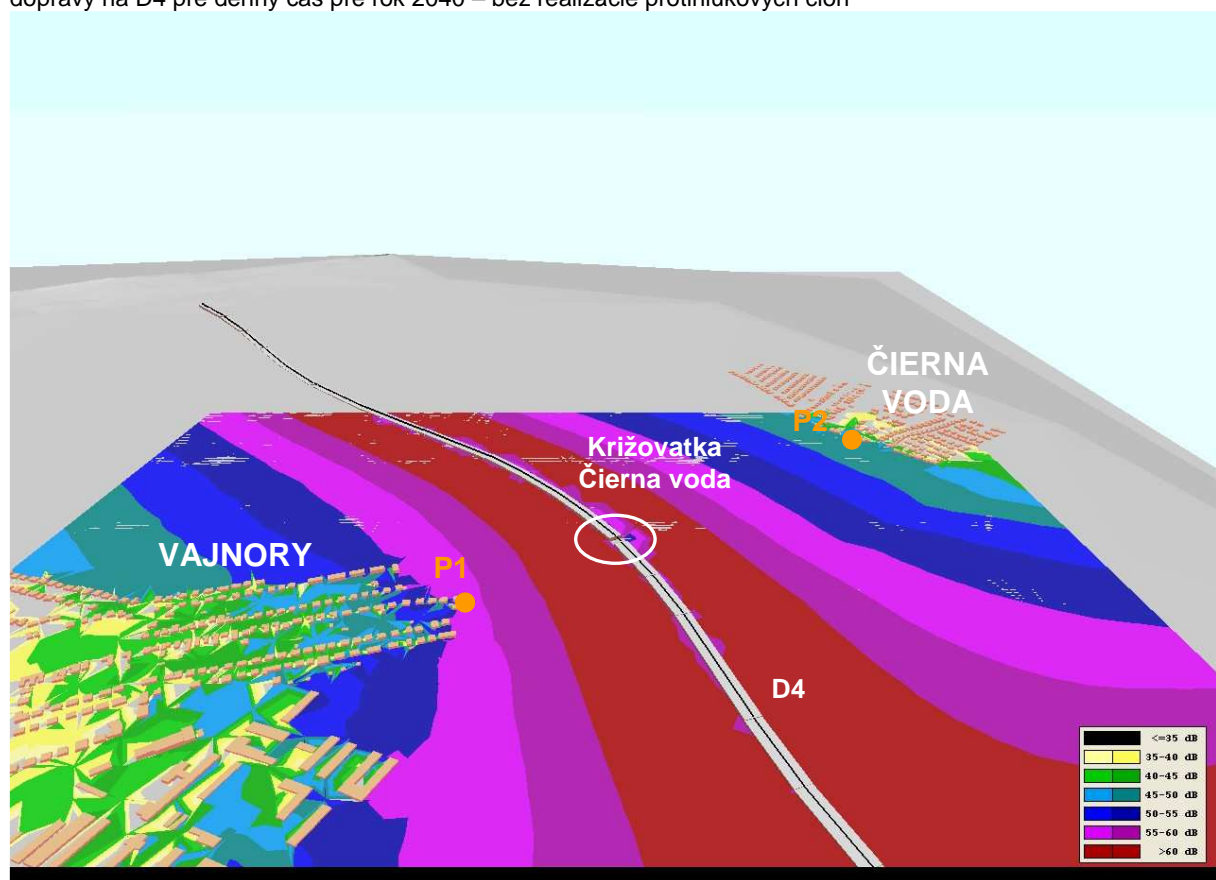 dopravy na D4 pre denný čas pre rok 2040 – bez realizácie protihlukových clôn
ČIERNA
VODA
P2
Križovatka
Čierna voda
VAJNORY
P1
D4
<=35 dB
35-40 dB
40-45 dB
45-50 dB
50-55 dB
55-60 dB
>60 dB